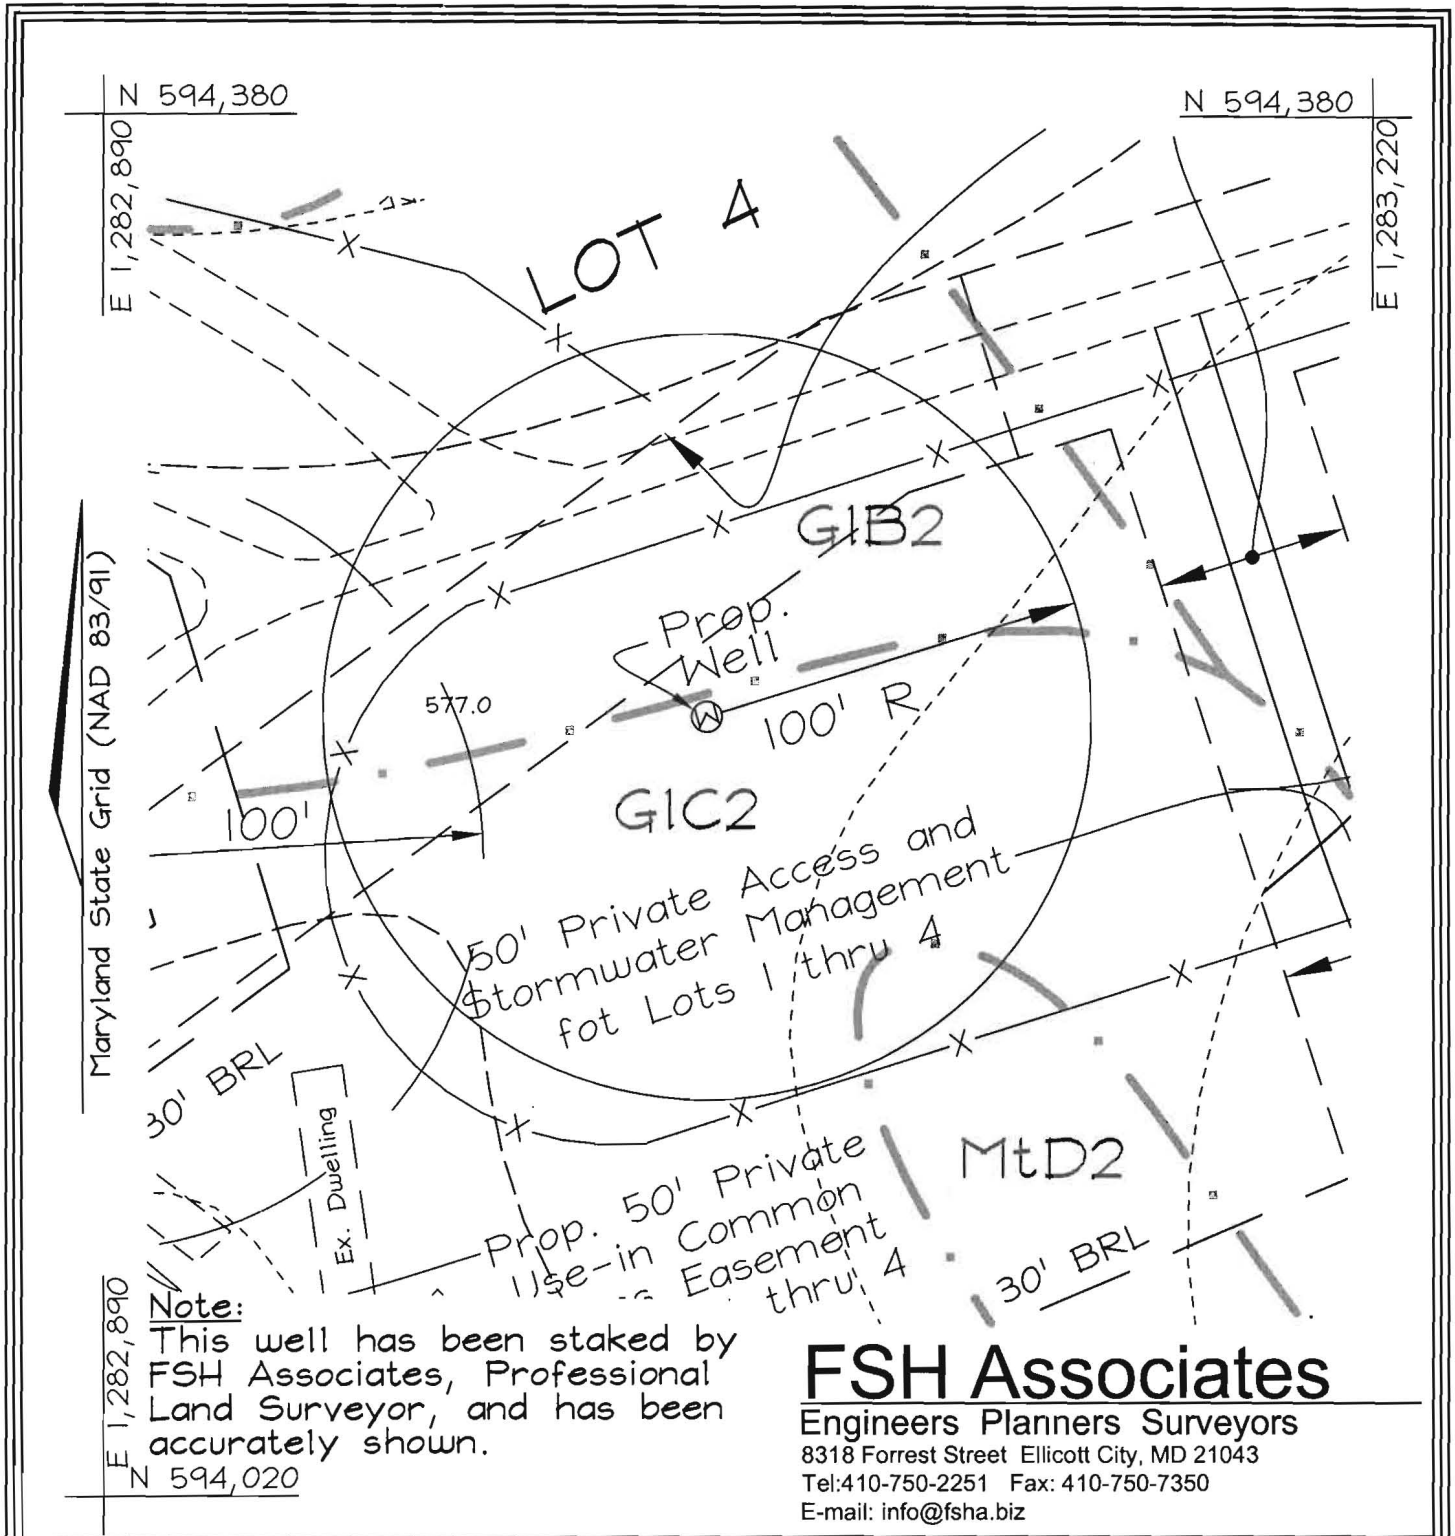 N 594,380
N 594,380
E 1,282,890
E 1,283,220
LOT 4
G1B2
Prop.
Well
W
577.0
100' R
100'
G1C2
Maryland State Grid (NAD 83/91)
50' Private Access and
Stormwater Management
fot Lots 1 thru 4
30' BRL
Ex. Dwelling
MtD2
Prop. 50' Private
Use-in Common
Easement
thru 4
30' BRL
E 1,282,890
N 594,020
Note:
This well has been staked by
FSH Associates, Professional
Land Surveyor, and has been
accurately shown.
FSH Associates
Engineers Planners Surveyors
8318 Forrest Street Ellicott City, MD 21043
Tel:410-750-2251 Fax: 410-750-7350
E-mail: info@fsha.biz